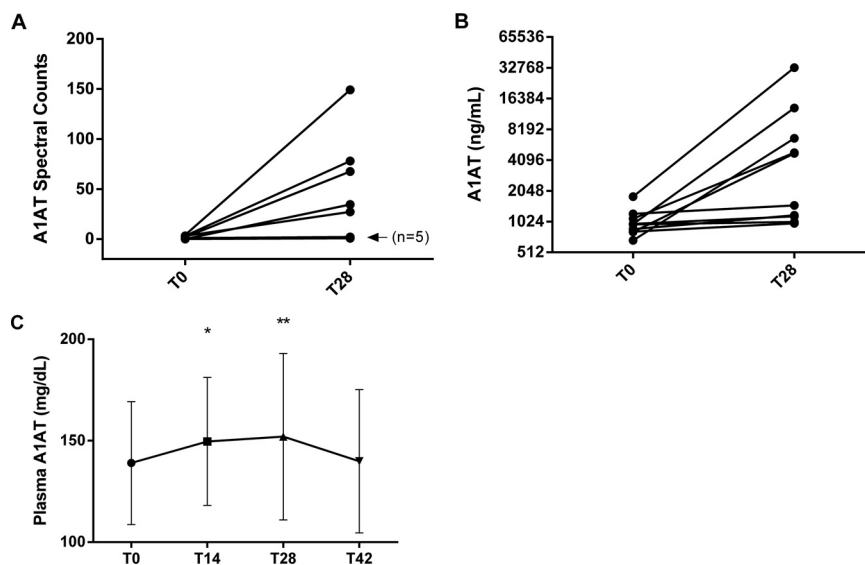 A
A1AT Spectral Counts
200
150
100
50
0
(n=5)
T0
T28
B
A1AT (ng/mL)
65536
32768
16384
8192
4096
2048
1024
512
T0
T28
C
Plasma A1AT (mg/dL)
200
150
100
*
**
T0
T14
T28
T42